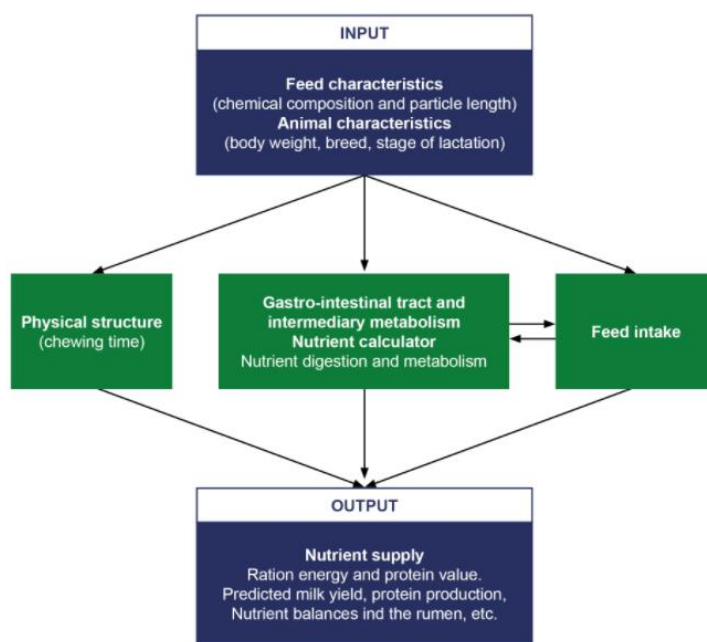 INPUT
Feed characteristics
(chemical composition and particle length)
Animal characteristics
(body weight, breed, stage of lactation)
Physical structure
(chewing time)
Gastro-intestinal tract and
intermediary metabolism
Nutrient calculator
Nutrient digestion and metabolism
Feed intake
OUTPUT
Nutrient supply
Ration energy and protein value.
Predicted milk yield, protein production,
Nutrient balances ind the rumen, etc.